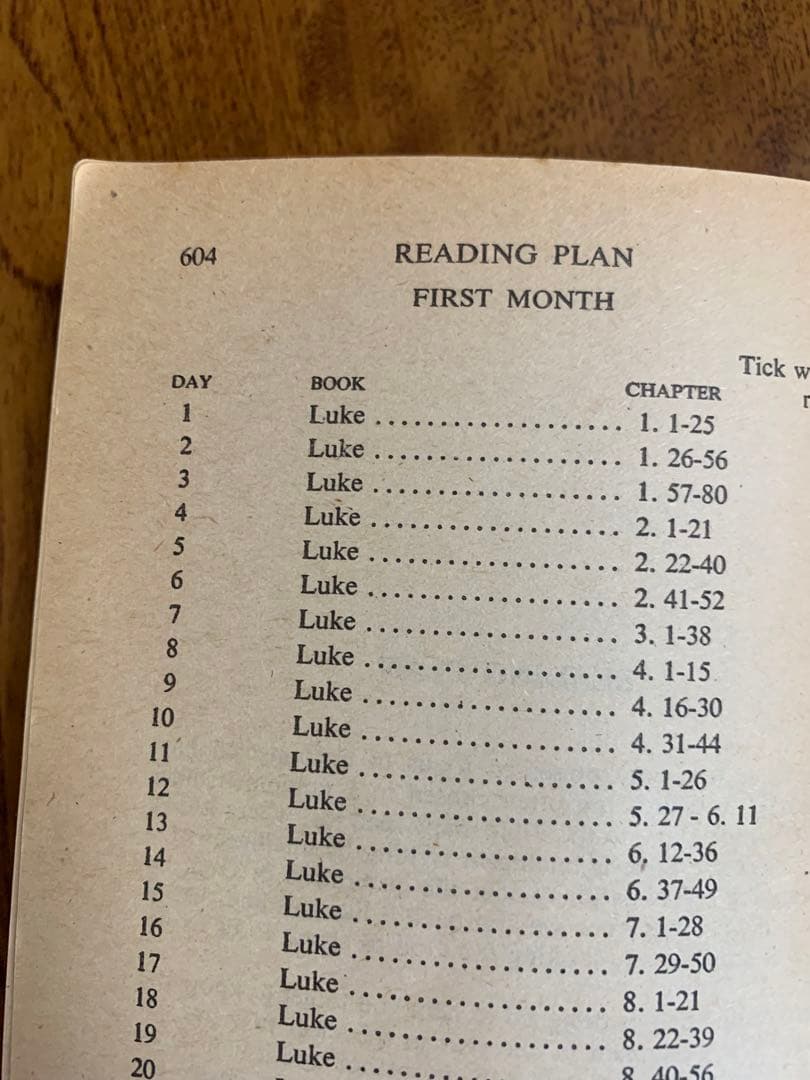 604 READING PLAN
FIRST MONTH
Tick
DAY BOOK CHAPTER
1 Luke ................... 1. 1-25
2 Luke ................... 1. 26-56
3 Luke ................... 1. 57-80
4 Luke ................... 2. 1-21
5 Luke ................... 2. 22-40
6 Luke ................... 2. 41-52
7 Luke ................... 3. 1-38
8 Luke ................... 4. 1-15
9 Luke ................... 4. 16-30
10 Luke ................... 4. 31-44
11 Luke ................... 5. 1-26
12 Luke ................... 5. 27 - 6. 11
13 Luke ................... 6. 12-36
14 Luke ................... 6. 37-49
15 Luke ................... 7. 1-28
16 Luke ................... 7. 29-50
17 Luke ................... 8. 1-21
18 Luke ................... 8. 22-39
19 Luke ................... 8. 40-56
20